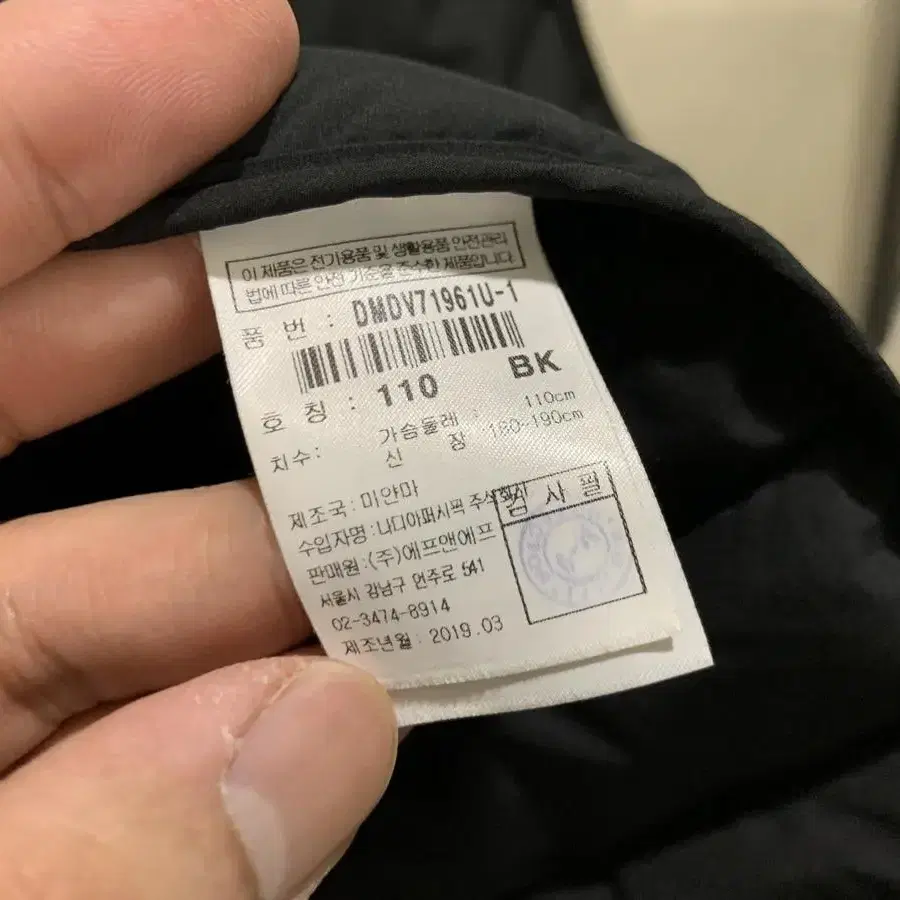 이 제품은 전기용품 및 생활용품 안전관리
법에 따른 안전 기준을 준수한 제품입니다.
품 번 : DMDV71961U-1
BK
호 칭 : 110
치수: 가슴둘레 : 110cm
신 장 180~190cm
제조국 : 미얀마
수입자명 : 나디아퍼시픽 주식회사
검 사 필
판매원 : (주)에프앤에프
서울시 강남구 언주로 541
02-3474-8914
제조년월 : 2019.03